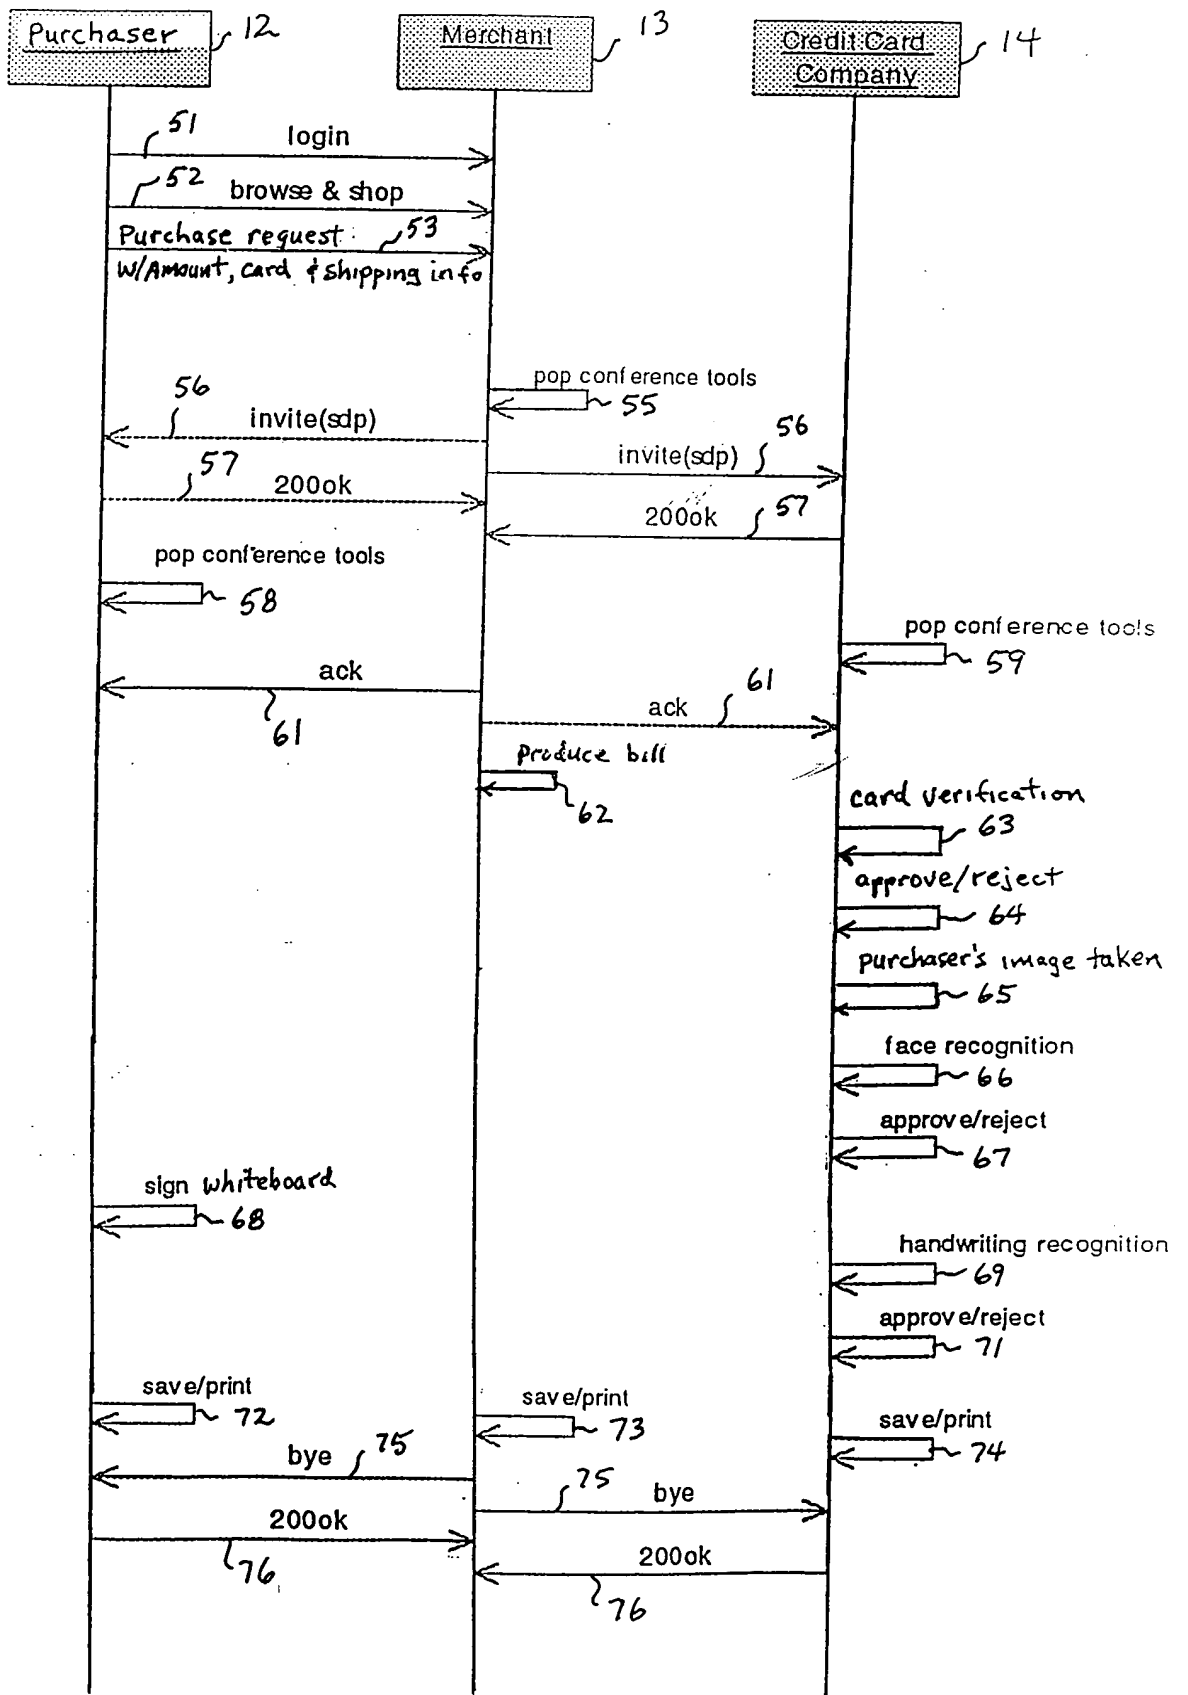 Purchaser
12
Merchant
13
Credit Card
Company
14
51
login
52
browse & shop
Purchase request
53
W/Amount, card & shipping info
pop conference tools
55
56
invite(sdp)
56
invite(sdp)
57
200ok
57
200ok
pop conference tools
58
pop conference tools
59
ack
61
61
ack
Produce bill
62
card verification
63
approve/reject
64
purchaser's image taken
65
face recognition
66
approve/reject
67
sign whiteboard
68
handwriting recognition
69
approve/reject
71
save/print
72
save/print
73
save/print
74
bye
75
75
bye
200ok
76
200ok
76